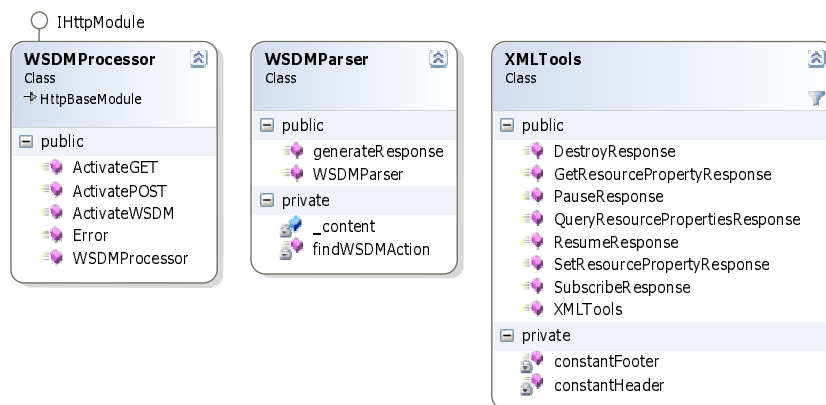 IHttpModule
WSDMProcessor
Class
HttpBaseModule
public
ActivateGET
ActivatePOST
ActivateWSDM
Error
WSDMProcessor
WSDMParser
Class
public
generateResponse
WSDMParser
private
_content
findWSDMAction
XMLTools
Class
public
DestroyResponse
GetResourcePropertyResponse
PauseResponse
QueryResourcePropertiesResponse
ResumeResponse
SetResourcePropertyResponse
SubscribeResponse
XMLTools
private
constantFooter
constantHeader